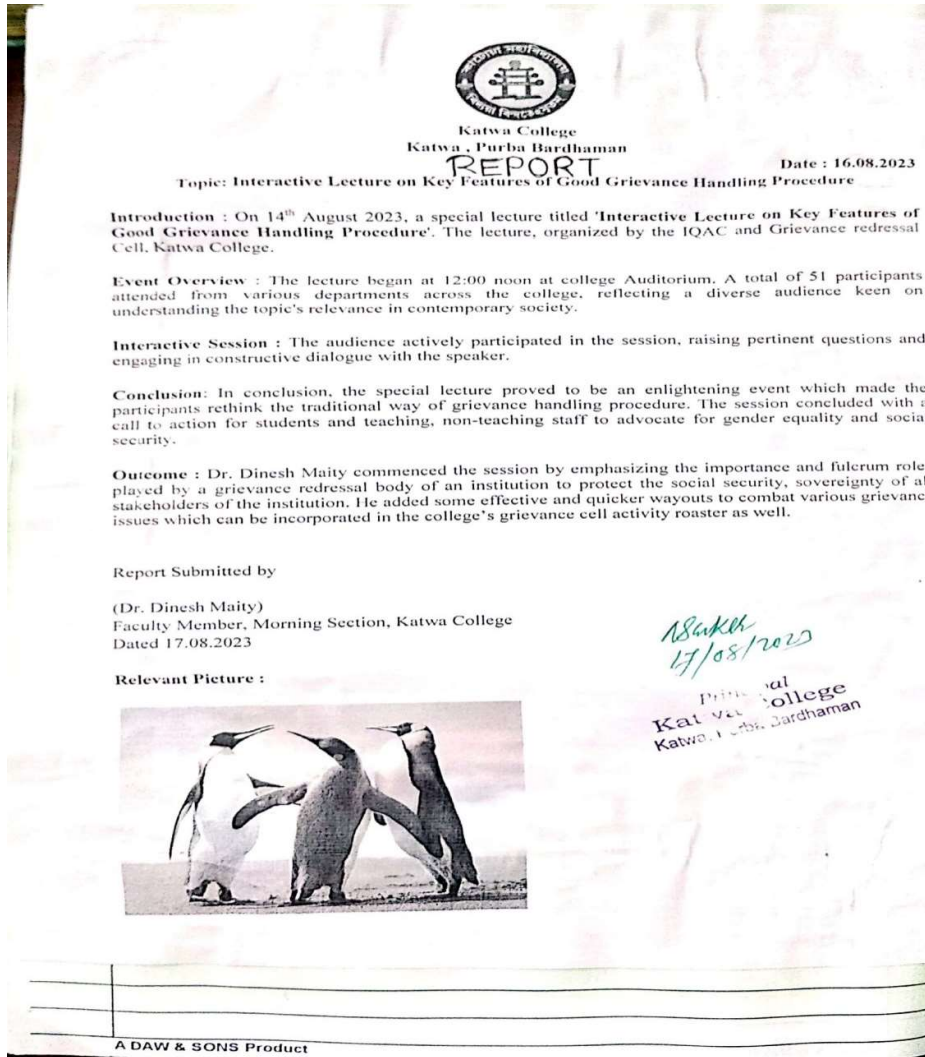 কাটোয়া মহাবিদ্যালয়
Katwa College
Katwa , Purba Bardhaman
REPORT
Date : 16.08.2023
Topic: Interactive Lecture on Key Features of Good Grievance Handling Procedure
Introduction : On 14th August 2023, a special lecture titled 'Interactive Lecture on Key Features of
Good Grievance Handling Procedure'. The lecture, organized by the IQAC and Grievance redressal
Cell, Katwa College.
Event Overview : The lecture began at 12:00 noon at college Auditorium. A total of 51 participants
attended from various departments across the college, reflecting a diverse audience keen on
understanding the topic's relevance in contemporary society.
Interactive Session : The audience actively participated in the session, raising pertinent questions and
engaging in constructive dialogue with the speaker.
Conclusion: In conclusion, the special lecture proved to be an enlightening event which made the
participants rethink the traditional way of grievance handling procedure. The session concluded with a
call to action for students and teaching, non-teaching staff to advocate for gender equality and socia
security.
Outcome : Dr. Dinesh Maity commenced the session by emphasizing the importance and fulcrum role
played by a grievance redressal body of an institution to protect the social security, sovereignty of al
stakeholders of the institution. He added some effective and quicker wayouts to combat various grievanc
issues which can be incorporated in the college's grievance cell activity roaster as well.
Report Submitted by
(Dr. Dinesh Maity)
Faculty Member, Morning Section, Katwa College
Dated 17.08.2023
17/08/2023
Principal
Katwa College
Katwa, Purba Bardhaman
Relevant Picture :
A DAW & SONS Product